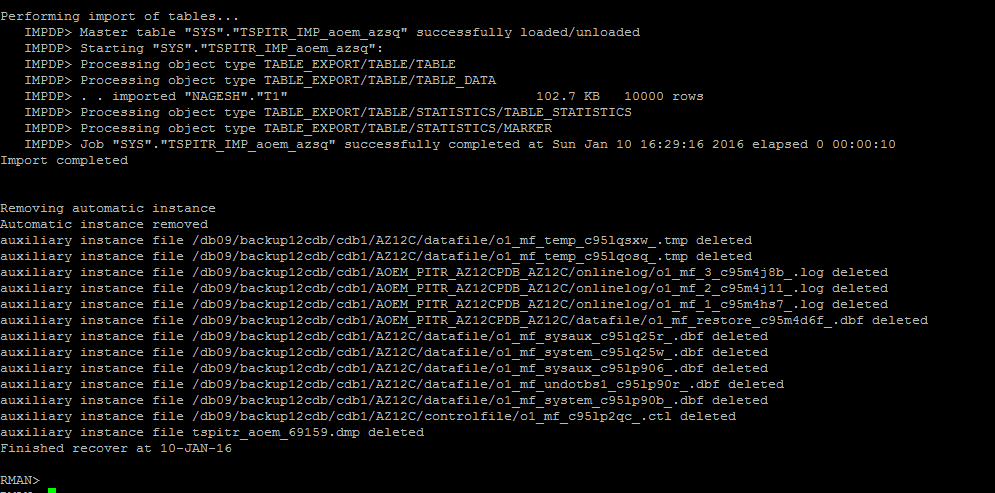 Performing import of tables...
   IMPDP> Master table "SYS"."TSPITR_IMP_aoem_azsq" successfully loaded/unloaded
   IMPDP> Starting "SYS"."TSPITR_IMP_aoem_azsq":
   IMPDP> Processing object type TABLE_EXPORT/TABLE/TABLE
   IMPDP> Processing object type TABLE_EXPORT/TABLE/TABLE_DATA
   IMPDP> . . imported "NAGESH"."T1"                               102.7 KB   10000 rows
   IMPDP> Processing object type TABLE_EXPORT/TABLE/STATISTICS/TABLE_STATISTICS
   IMPDP> Processing object type TABLE_EXPORT/TABLE/STATISTICS/MARKER
   IMPDP> Job "SYS"."TSPITR_IMP_aoem_azsq" successfully completed at Sun Jan 10 16:29:16 2016 elapsed 0 00:00:10
Import completed
Removing automatic instance
Automatic instance removed
auxiliary instance file /db09/backup12cdb/cdb1/AZ12C/datafile/o1_mf_temp_c95lqsxw_.tmp deleted
auxiliary instance file /db09/backup12cdb/cdb1/AZ12C/datafile/o1_mf_temp_c95lqosq_.tmp deleted
auxiliary instance file /db09/backup12cdb/cdb1/AOEM_PITR_AZ12CPDB_AZ12C/onlinelog/o1_mf_3_c95m4j8b_.log deleted
auxiliary instance file /db09/backup12cdb/cdb1/AOEM_PITR_AZ12CPDB_AZ12C/onlinelog/o1_mf_2_c95m4j11_.log deleted
auxiliary instance file /db09/backup12cdb/cdb1/AOEM_PITR_AZ12CPDB_AZ12C/onlinelog/o1_mf_1_c95m4hs7_.log deleted
auxiliary instance file /db09/backup12cdb/cdb1/AOEM_PITR_AZ12CPDB_AZ12C/datafile/o1_mf_restore_c95m4d6f_.dbf deleted
auxiliary instance file /db09/backup12cdb/cdb1/AZ12C/datafile/o1_mf_sysaux_c95lq25r_.dbf deleted
auxiliary instance file /db09/backup12cdb/cdb1/AZ12C/datafile/o1_mf_system_c95lq25w_.dbf deleted
auxiliary instance file /db09/backup12cdb/cdb1/AZ12C/datafile/o1_mf_sysaux_c95lp906_.dbf deleted
auxiliary instance file /db09/backup12cdb/cdb1/AZ12C/datafile/o1_mf_undotbs1_c95lp90r_.dbf deleted
auxiliary instance file /db09/backup12cdb/cdb1/AZ12C/datafile/o1_mf_system_c95lp90b_.dbf deleted
auxiliary instance file /db09/backup12cdb/cdb1/AZ12C/controlfile/o1_mf_c95lp2qc_.ctl deleted
auxiliary instance file tspitr_aoem_69159.dmp deleted
Finished recover at 10-JAN-16
RMAN>